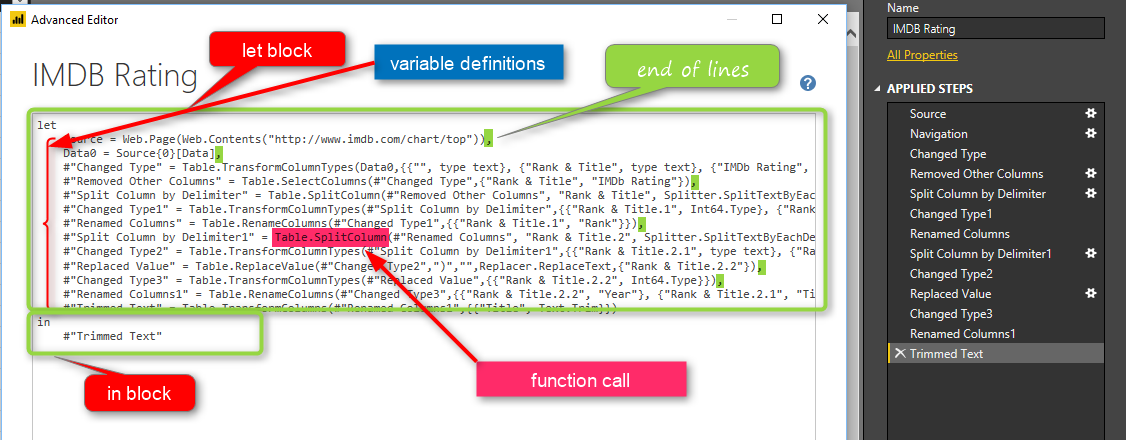 Advanced Editor
let block
variable definitions
end of lines
IMDB Rating
let
Source = Web.Page(Web.Contents("http://www.imdb.com/chart/top")),
Data0 = Source{0}[Data],
#"Changed Type" = Table.TransformColumnTypes(Data0,{{"", type text}, {"Rank & Title", type text}, {"IMDb Rating",
#"Removed Other Columns" = Table.SelectColumns(#"Changed Type",{"Rank & Title", "IMDb Rating"}),
#"Split Column by Delimiter" = Table.SplitColumn(#"Removed Other Columns", "Rank & Title", Splitter.SplitTextByEac
#"Changed Type1" = Table.TransformColumnTypes(#"Split Column by Delimiter",{{"Rank & Title.1", Int64.Type}, {"Rank
#"Renamed Columns" = Table.RenameColumns(#"Changed Type1",{{"Rank & Title.1", "Rank"}}),
#"Split Column by Delimiter1" = Table.SplitColumn(#"Renamed Columns", "Rank & Title.2", Splitter.SplitTextByEachDe
#"Changed Type2" = Table.TransformColumnTypes(#"Split Column by Delimiter1",{{"Rank & Title.2.1", type text}, {"Ra
#"Replaced Value" = Table.ReplaceValue(#"Changed Type2",")","",Replacer.ReplaceText,{"Rank & Title.2.2"}),
#"Changed Type3" = Table.TransformColumnTypes(#"Replaced Value",{{"Rank & Title.2.2", Int64.Type}}),
#"Renamed Columns1" = Table.RenameColumns(#"Changed Type3",{{"Rank & Title.2.2", "Year"}, {"Rank & Title.2.1", "Ti
#"Trimmed Text" = Table.TransformColumns(#"Renamed Columns1",{{"Title", Text.Trim}})
in
#"Trimmed Text"
function call
in block
Name
IMDB Rating
All Properties
APPLIED STEPS
Source
Navigation
Changed Type
Removed Other Columns
Split Column by Delimiter
Changed Type1
Renamed Columns
Split Column by Delimiter1
Changed Type2
Replaced Value
Changed Type3
Renamed Columns1
Trimmed Text